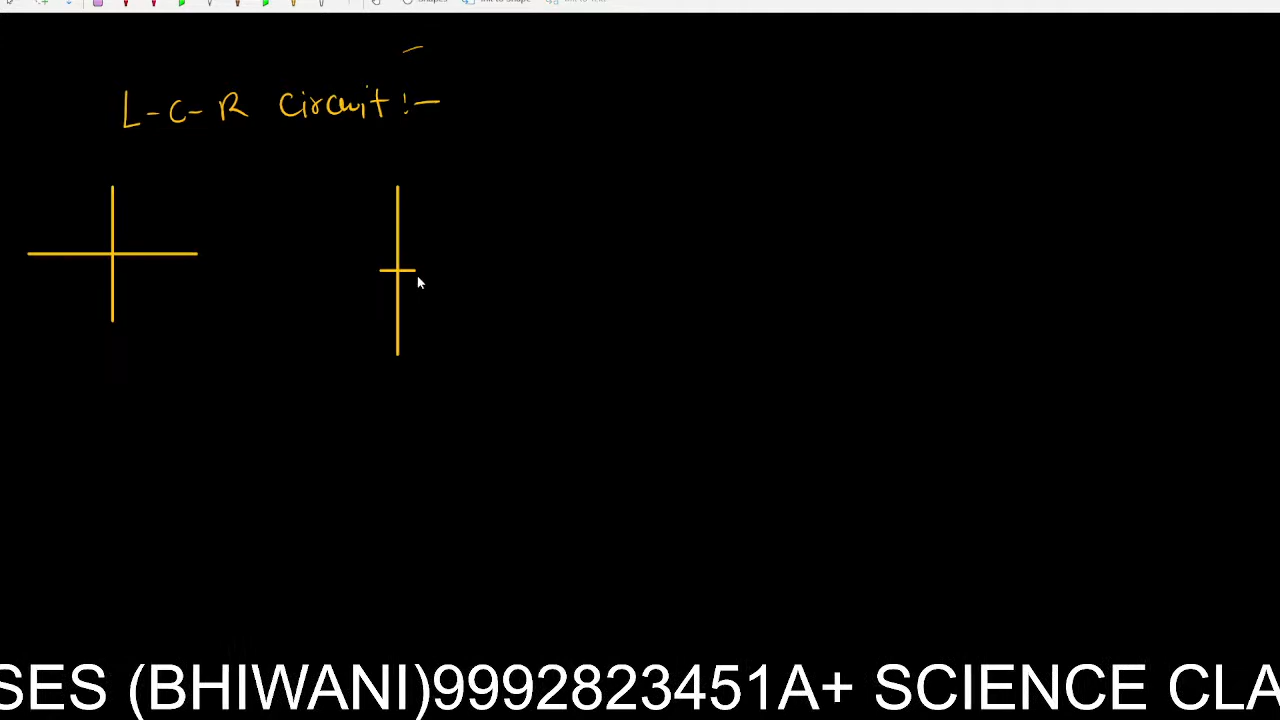 L-C-R Circuit :-
SES (BHIWANI)9992823451A+ SCIENCE CLA